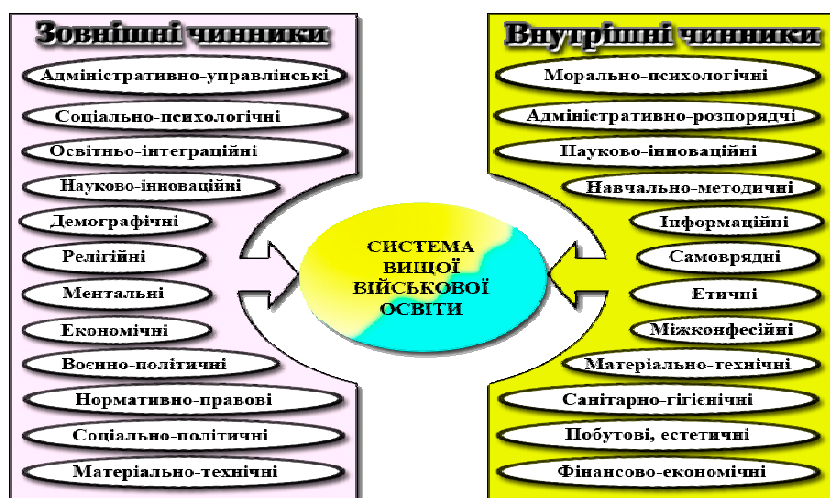 Зовнішні чинники
Адміністративно-управлінські
Соціально-психологічні
Освітньо-інтеграційні
Науково-інноваційні
Демографічні
Релігійні
Ментальні
Економічні
Воєнно-політичні
Нормативно-правові
Соціально-політичні
Матеріально-технічні
СИСТЕМА
ВИЩОЇ
ВІЙСЬКОВОЇ
ОСВІТИ
Внутрішні чинники
Морально-психологічні
Адміністративно-розпорядчі
Науково-інноваційні
Навчально-методичні
Інформаційні
Самоврядні
Етичні
Міжконфесійні
Матеріально-технічні
Санітарно-гігієнічні
Побутові, естетичні
Фінансово-економічні